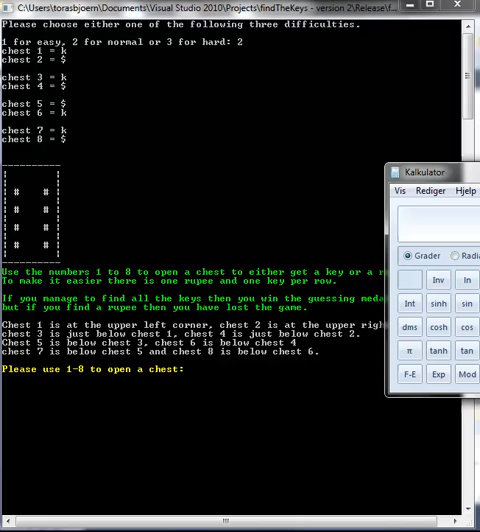 C:\Users\torasbjoern\Documents\Visual Studio 2010\Projects\findTheKeys - version 2\Release\f
Please choose either one of the following three difficulties.
1 for easy, 2 for normal or 3 for hard: 2
chest 1 = k
chest 2 = $
chest 3 = k
chest 4 = $
chest 5 = $
chest 6 = k
chest 7 = k
chest 8 = $
# #
# #
# #
# #
Use the numbers 1 to 8 to open a chest to either get a key or a r
To make it easier there is one rupee and one key per row.
If you manage to find all the keys then you win the guessing meda
but if you find a rupee then you have lost the game.
Chest 1 is at the upper left corner, chest 2 is at the upper righ
chest 3 is just below chest 1, chest 4 is just below chest 2.
Chest 5 is below chest 3, chest 6 is below chest 4
chest 7 is below chest 5 and chest 8 is below chest 6.
Please use 1-8 to open a chest:
Kalkulator
Vis Rediger Hjelp
Grader Radia
Inv ln
Int sinh sin
dms cosh cos
π tanh tan
F-E Exp Mod